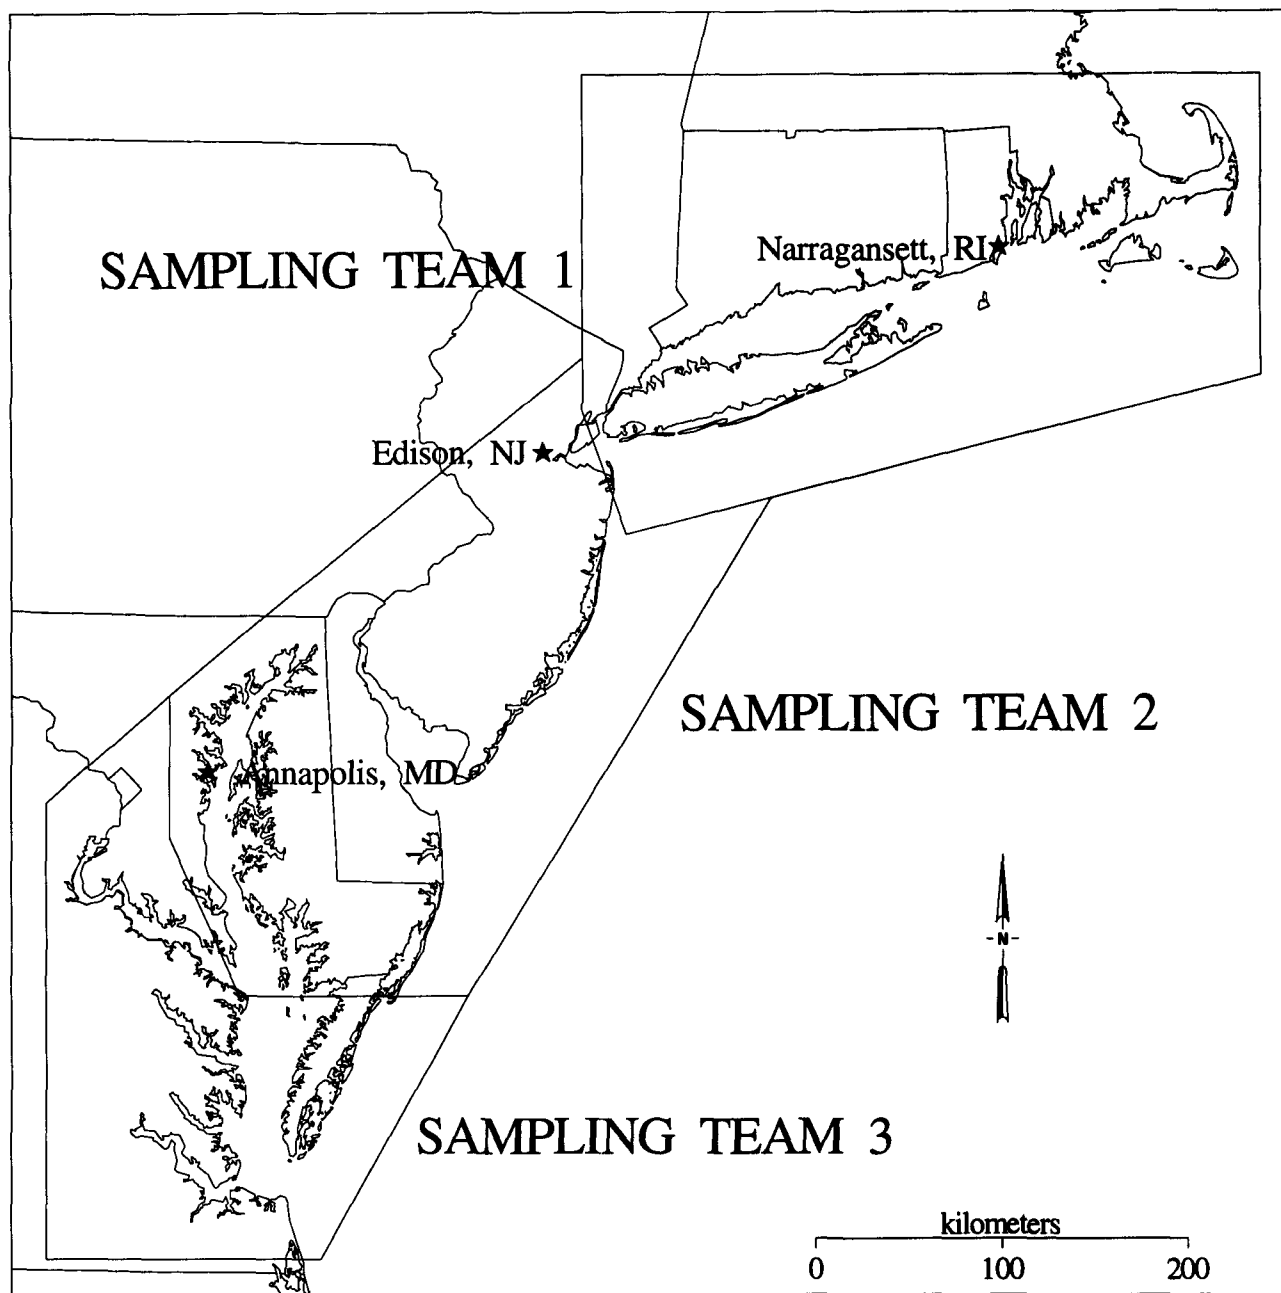 Narragansett, RI
SAMPLING TEAM 1
Edison, NJ
SAMPLING TEAM 2
Annapolis, MD
N
SAMPLING TEAM 3
kilometers
0 100 200